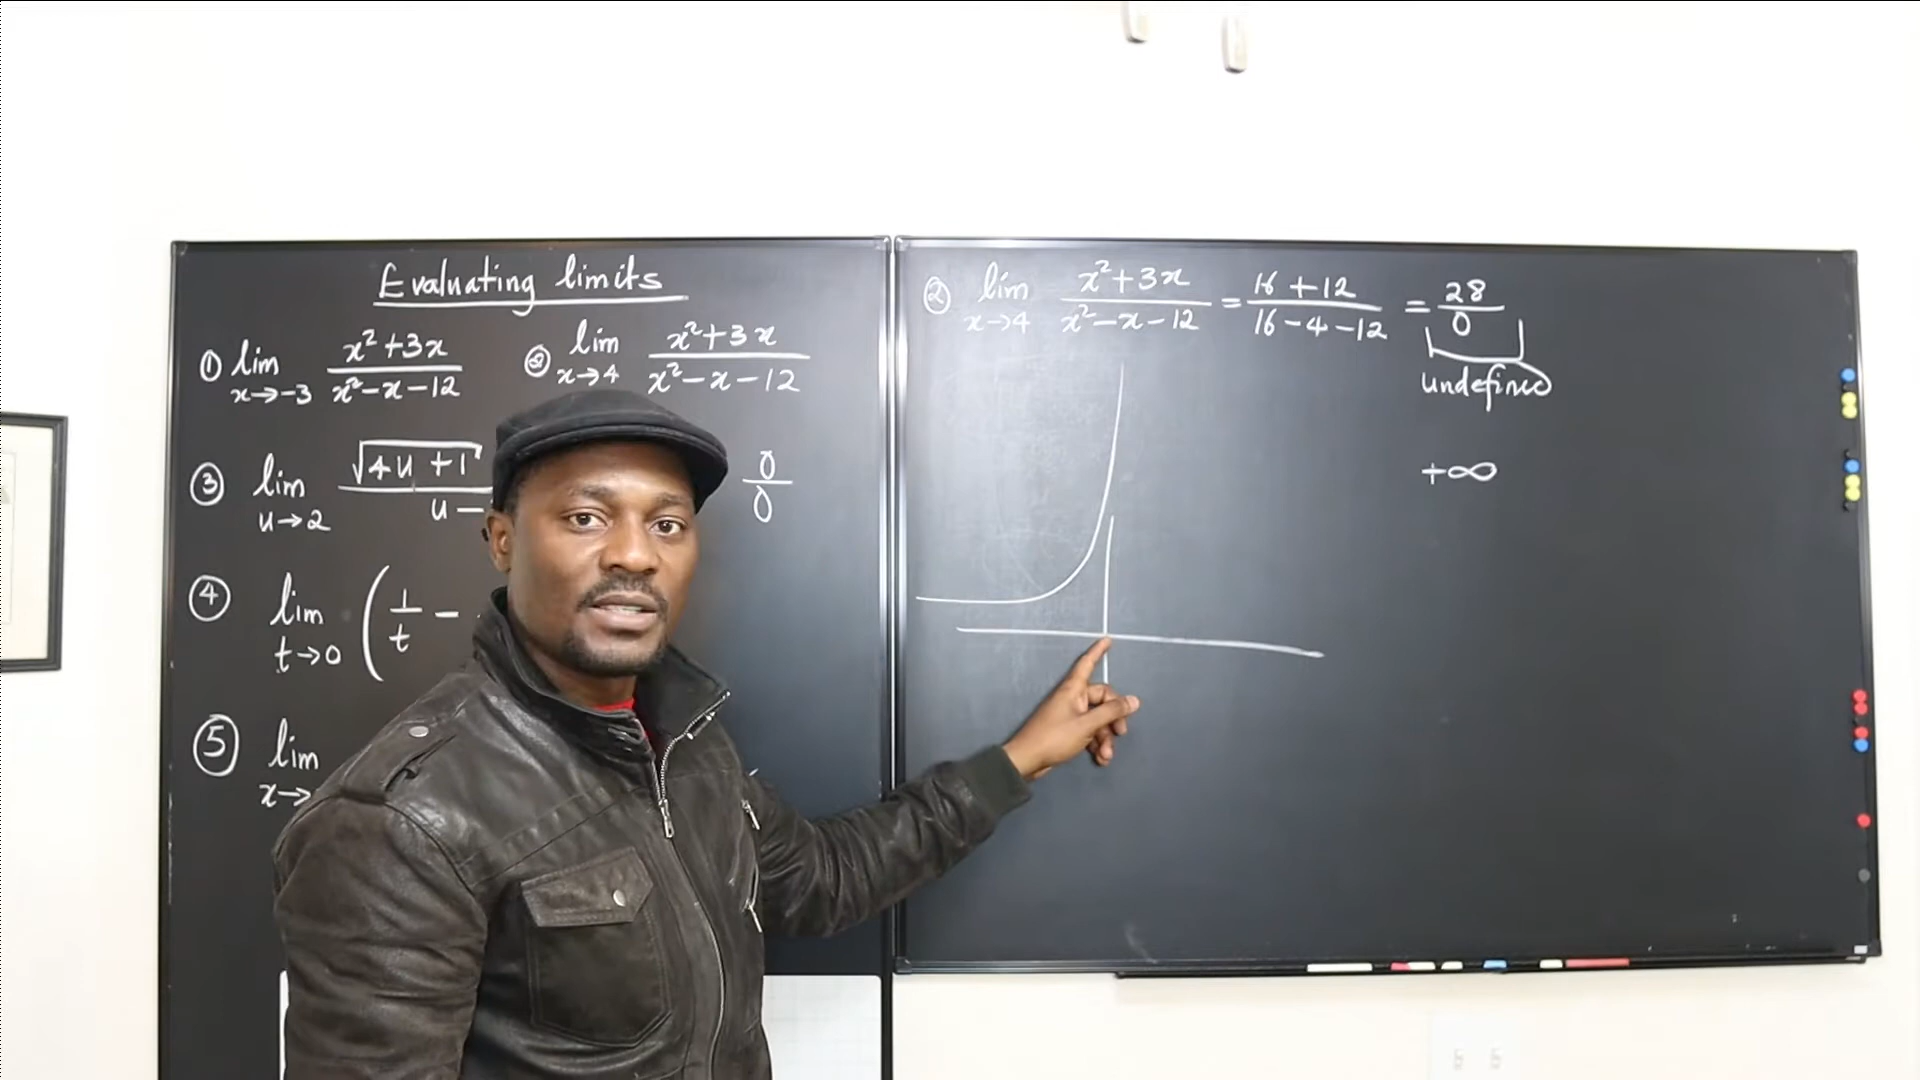 Evaluating limits
① lim x→-3 (x²+3x)/(x²-x-12)
② lim x→4 (x²+3x)/(x²-x-12)
③ lim u→2 √4u+1 / u- 0/0
④ lim t→0 (1/t -
⑤ lim x→
② lim x→4 (x²+3x)/(x²-x-12) = (16+12)/(16-4-12) = 28/0
undefined
+∞